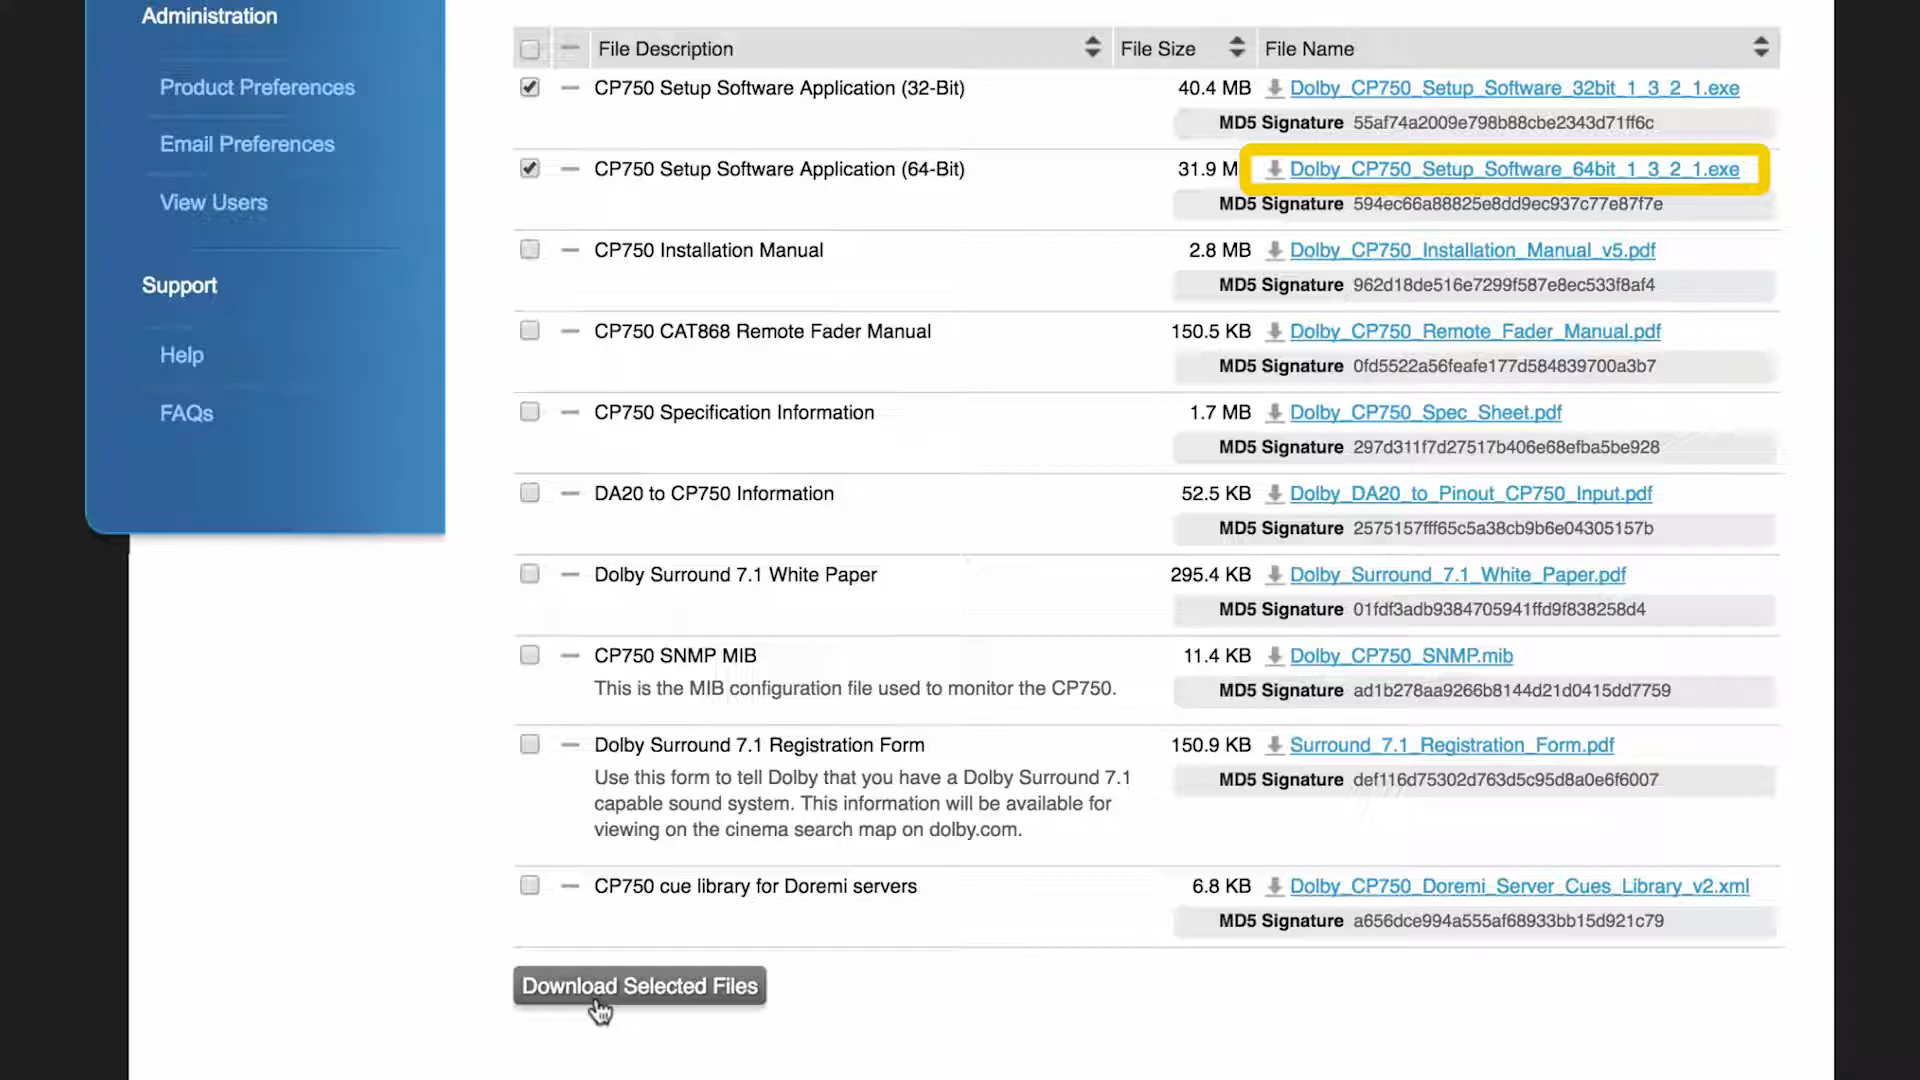 Administration
Product Preferences
Email Preferences
View Users
Support
Help
FAQs
File Description File Size File Name
CP750 Setup Software Application (32-Bit) 40.4 MB Dolby_CP750_Setup_Software_32bit_1_3_2_1.exe
MD5 Signature 55af74a2009e798b88cbe2343d71ff6c
CP750 Setup Software Application (64-Bit) 31.9 M Dolby_CP750_Setup_Software_64bit_1_3_2_1.exe
MD5 Signature 594ec66a88825e8dd9ec937c77e87f7e
CP750 Installation Manual 2.8 MB Dolby_CP750_Installation_Manual_v5.pdf
MD5 Signature 962d18de516e7299f587e8ec533f8af4
CP750 CAT868 Remote Fader Manual 150.5 KB Dolby_CP750_Remote_Fader_Manual.pdf
MD5 Signature 0fd5522a56feafe177d584839700a3b7
CP750 Specification Information 1.7 MB Dolby_CP750_Spec_Sheet.pdf
MD5 Signature 297d311f7d27517b406e68efba5be928
DA20 to CP750 Information 52.5 KB Dolby_DA20_to_Pinout_CP750_Input.pdf
MD5 Signature 2575157fff65c5a38cb9b6e04305157b
Dolby Surround 7.1 White Paper 295.4 KB Dolby_Surround_7.1_White_Paper.pdf
MD5 Signature 01fdf3adb9384705941ffd9f838258d4
CP750 SNMP MIB 11.4 KB Dolby_CP750_SNMP.mib
This is the MIB configuration file used to monitor the CP750.
MD5 Signature ad1b278aa9266b8144d21d0415dd7759
Dolby Surround 7.1 Registration Form 150.9 KB Surround_7.1_Registration_Form.pdf
Use this form to tell Dolby that you have a Dolby Surround 7.1
MD5 Signature def116d75302d763d5c95d8a0e6f6007
capable sound system. This information will be available for
viewing on the cinema search map on dolby.com.
CP750 cue library for Doremi servers 6.8 KB Dolby_CP750_Doremi_Server_Cues_Library_v2.xml
MD5 Signature a656dce994a555af68933bb15d921c79
Download Selected Files